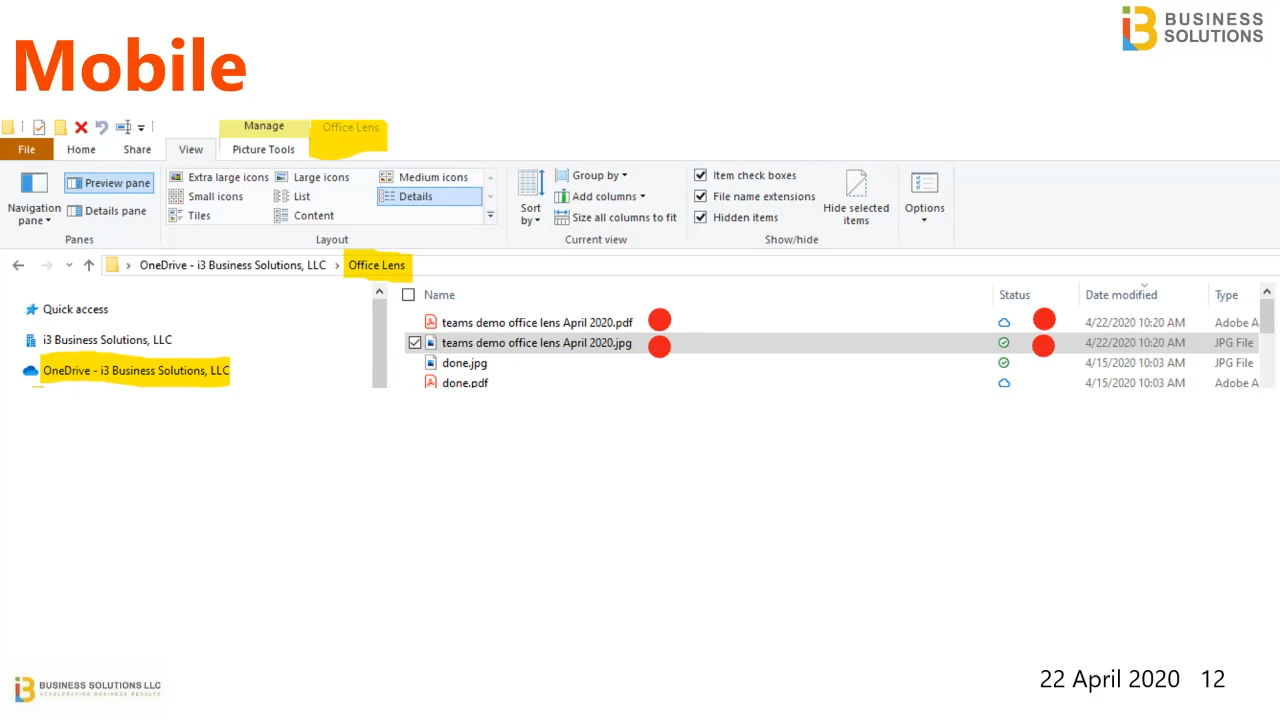 i3 BUSINESS
SOLUTIONS
Mobile
Manage
Office Lens
File
Home
Share
View
Picture Tools
Navigation
pane
Preview pane
Details pane
Panes
Extra large icons
Large icons
Medium icons
Small icons
List
Details
Tiles
Content
Layout
Sort
by
Group by
Add columns
Size all columns to fit
Current view
Item check boxes
File name extensions
Hidden items
Hide selected
items
Show/hide
Options
OneDrive - i3 Business Solutions, LLC
Office Lens
Quick access
i3 Business Solutions, LLC
OneDrive - i3 Business Solutions, LLC
Name Status Date modified Type
teams demo office lens April 2020.pdf 4/22/2020 10:20 AM Adobe A
teams demo office lens April 2020.jpg 4/22/2020 10:20 AM JPG File
done.jpg 4/15/2020 10:03 AM JPG File
done.pdf 4/15/2020 10:03 AM Adobe A
i3 BUSINESS SOLUTIONS LLC
ACCELERATING BUSINESS RESULTS
22 April 2020 12